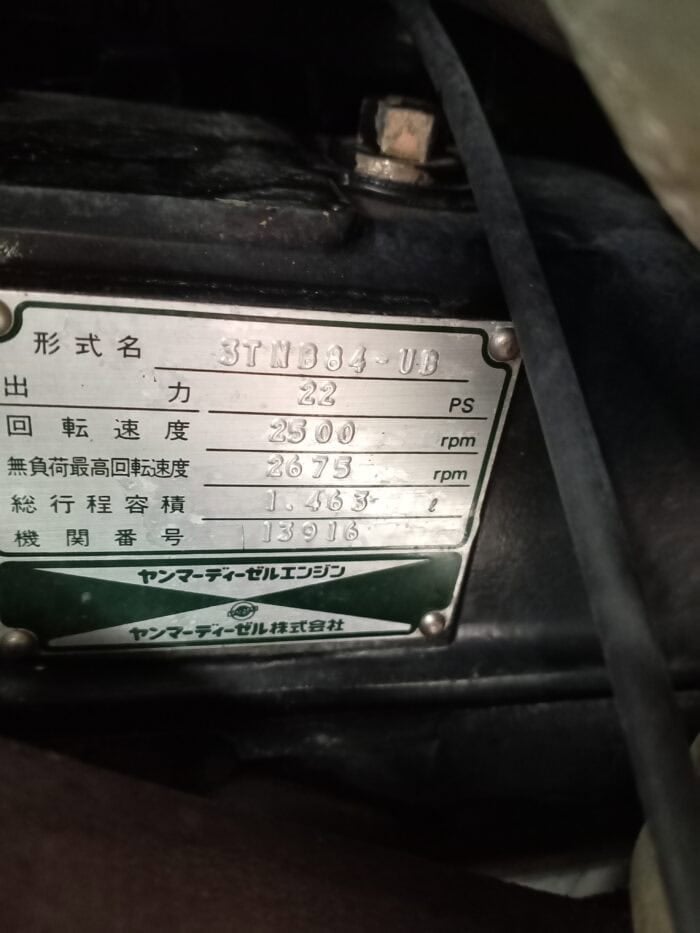 形式名 3TNB84-UB
出力 22 PS
回転速度 2500 rpm
無負荷最高回転速度 2675 rpm
総行程容積 1.463 ℓ
機関番号 13916
ヤンマーディーゼルエンジン
ヤンマーディーゼル株式会社